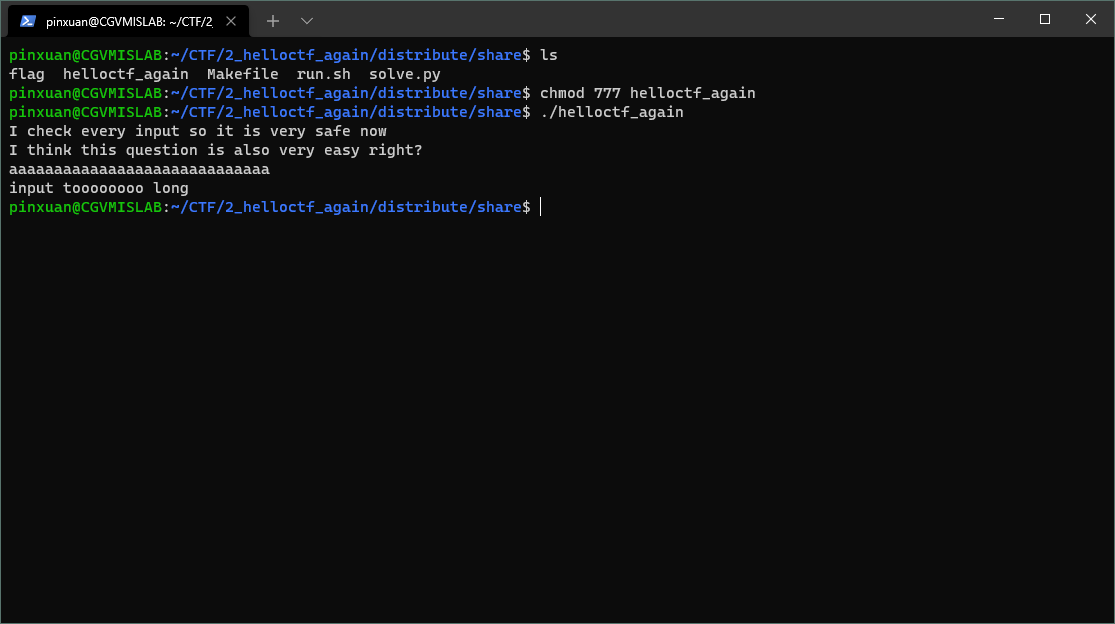 pinxuan@CGVMISLAB: ~/CTF/2_
pinxuan@CGVMISLAB:~/CTF/2_helloctf_again/distribute/share$ ls
flag  helloctf_again  Makefile  run.sh  solve.py
pinxuan@CGVMISLAB:~/CTF/2_helloctf_again/distribute/share$ chmod 777 helloctf_again
pinxuan@CGVMISLAB:~/CTF/2_helloctf_again/distribute/share$ ./helloctf_again
I check every input so it is very safe now
I think this question is also very easy right?
aaaaaaaaaaaaaaaaaaaaaaaaaaaaa
input toooooooo long
pinxuan@CGVMISLAB:~/CTF/2_helloctf_again/distribute/share$